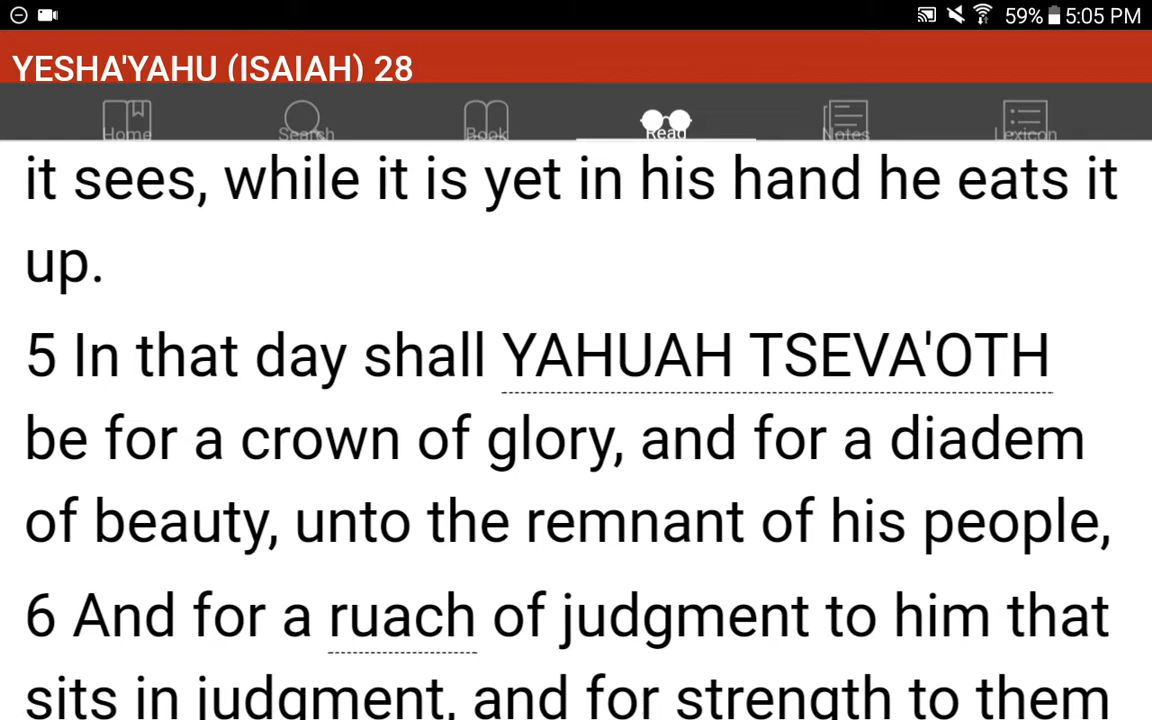 59% 5:05 PM
YESHA'YAHU (ISAIAH) 28
Home Search Book Read Notes Lexicon
it sees, while it is yet in his hand he eats it
up.
5 In that day shall YAHUAH TSEVA'OTH
be for a crown of glory, and for a diadem
of beauty, unto the remnant of his people,
6 And for a ruach of judgment to him that
sits in judgment, and for strength to them